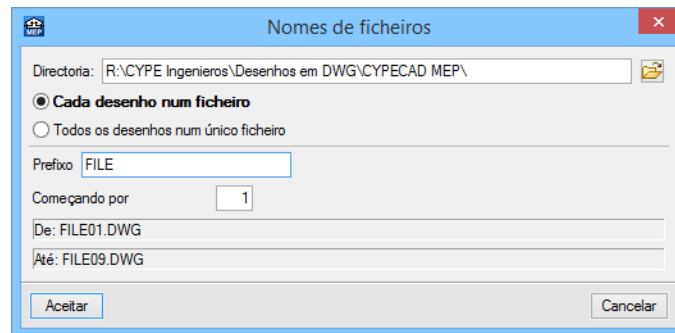 MEP
Nomes de ficheiros
Directoria: R:\CYPE Ingenieros\Desenhos em DWG\CYPECAD MEP\
Cada desenho num ficheiro
Todos os desenhos num único ficheiro
Prefixo FILE
Começando por 1
De: FILE01.DWG
Até: FILE09.DWG
Aceitar Cancelar